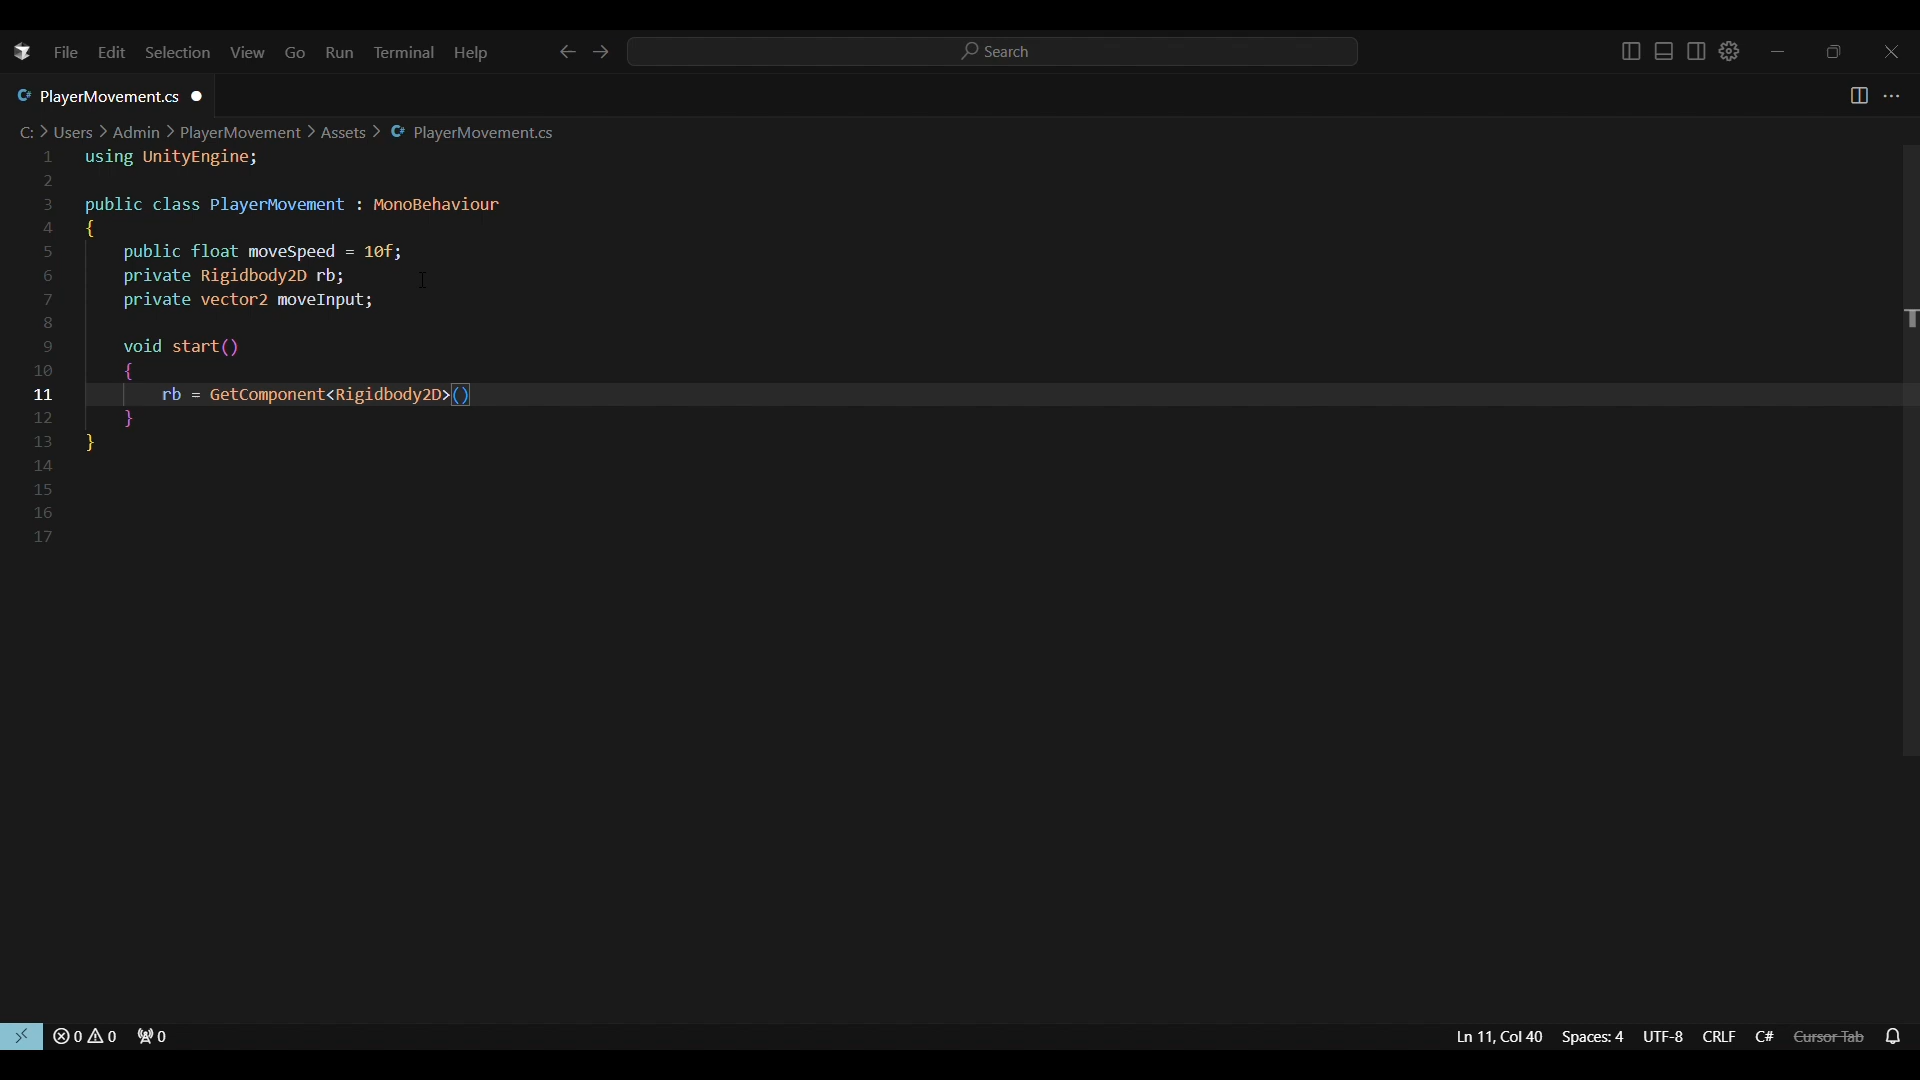 File Edit Selection View Go Run Terminal Help Search
C# PlayerMovement.cs
C: > Users > Admin > PlayerMovement > Assets > C# PlayerMovement.cs
1 using UnityEngine;
2
3 public class PlayerMovement : MonoBehaviour
4 {
5 public float moveSpeed = 10f;
6 private Rigidbody2D rb;
7 private vector2 moveInput;
8
9 void start()
10 {
11 rb = GetComponent<Rigidbody2D>()
12 }
13 }
14
15
16
17
0 0 0 Ln 11, Col 40 Spaces: 4 UTF-8 CRLF C# Cursor Tab